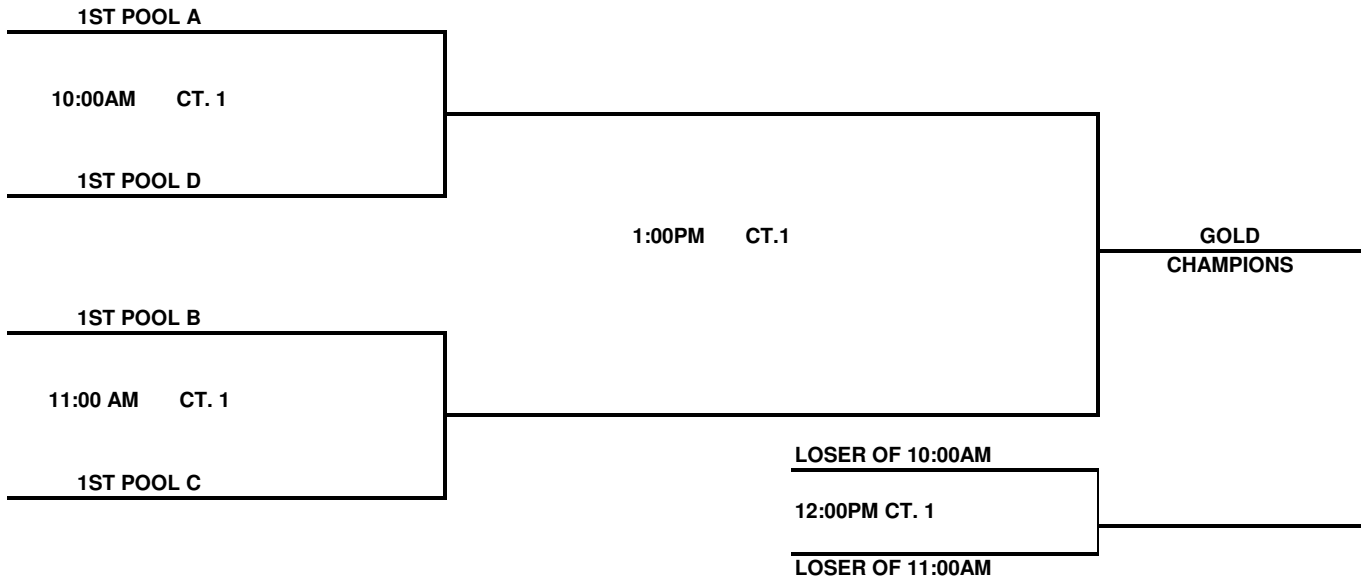 1ST POOL A
10:00AM CT. 1
1ST POOL D
1:00PM CT.1
GOLD
CHAMPIONS
1ST POOL B
11:00 AM CT. 1
1ST POOL C
LOSER OF 10:00AM
12:00PM CT. 1
LOSER OF 11:00AM